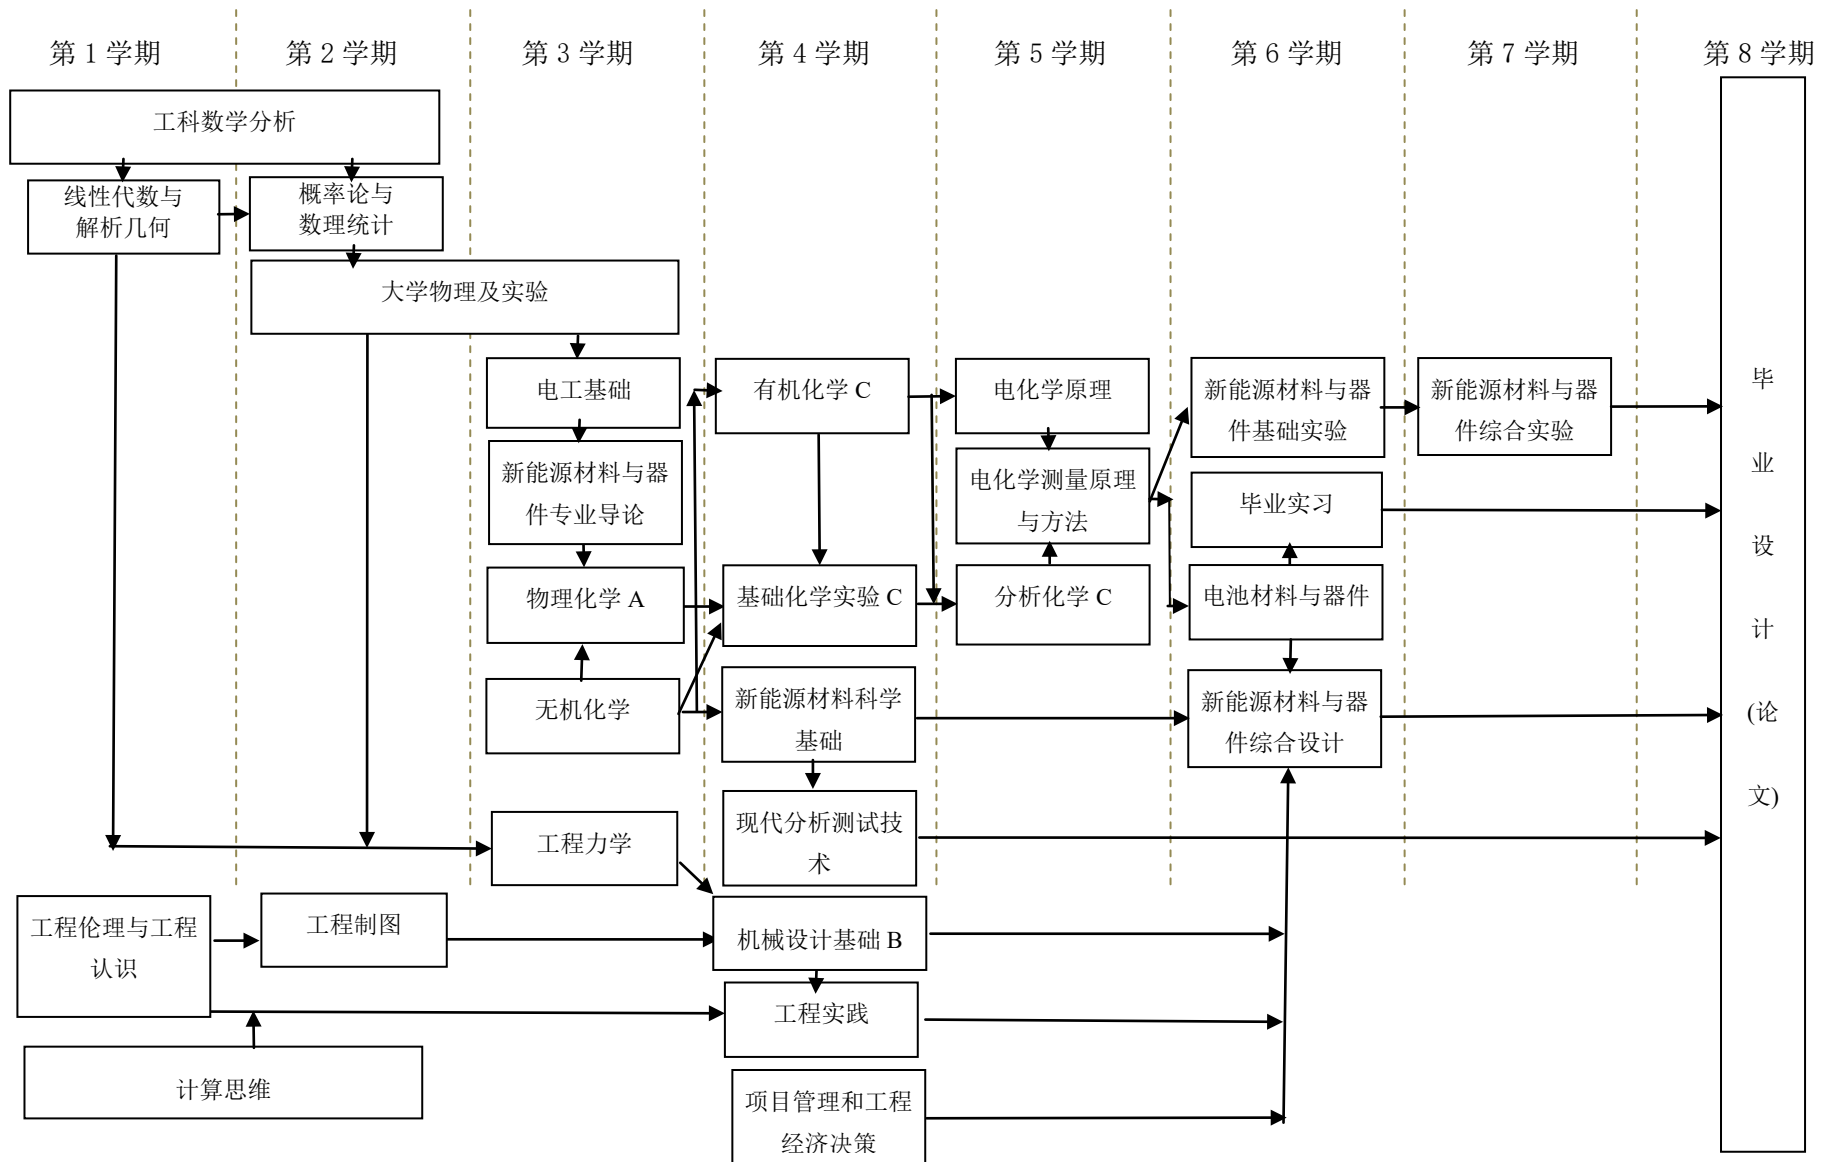 第 1 学期
第 2 学期
第 3 学期
第 4 学期
第 5 学期
第 6 学期
第 7 学期
第 8 学期
工科数学分析
线性代数与
解析几何
概率论与
数理统计
大学物理及实验
电工基础
新能源材料与器
件专业导论
物理化学 A
无机化学
工程力学
有机化学 C
基础化学实验 C
新能源材料科学
基础
现代分析测试技
术
电化学原理
电化学测量原理
与方法
分析化学 C
新能源材料与器
件基础实验
毕业实习
电池材料与器件
新能源材料与器
件综合设计
新能源材料与器
件综合实验
工程伦理与工程
认识
工程制图
机械设计基础 B
工程实践
计算思维
项目管理和工程
经济决策
毕
业
设
计
(论
文)